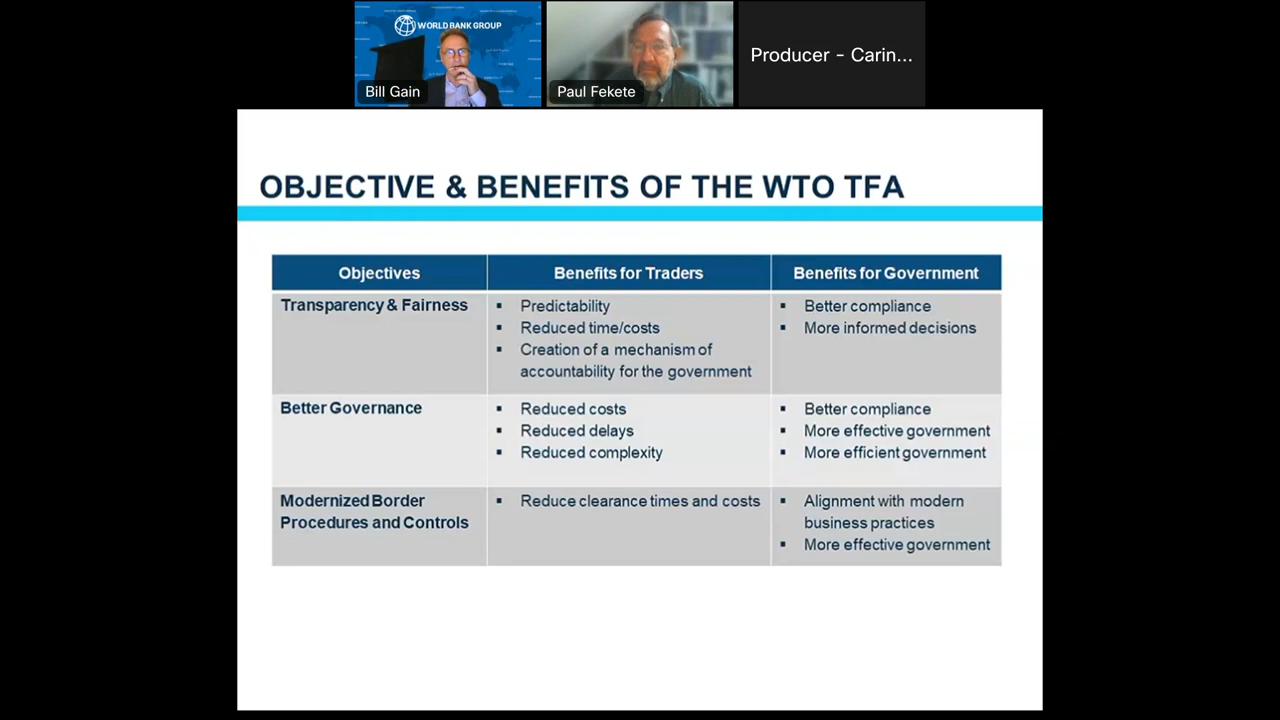 WORLD BANK GROUP
Bill Gain
Paul Fekete
Producer - Carin...
OBJECTIVE & BENEFITS OF THE WTO TFA
Objectives
Benefits for Traders
Benefits for Government
Transparency & Fairness
▪ Predictability
▪ Reduced time/costs
▪ Creation of a mechanism of
accountability for the government
▪ Better compliance
▪ More informed decisions
Better Governance
▪ Reduced costs
▪ Reduced delays
▪ Reduced complexity
▪ Better compliance
▪ More effective government
▪ More efficient government
Modernized Border
Procedures and Controls
▪ Reduce clearance times and costs
▪ Alignment with modern
business practices
▪ More effective government